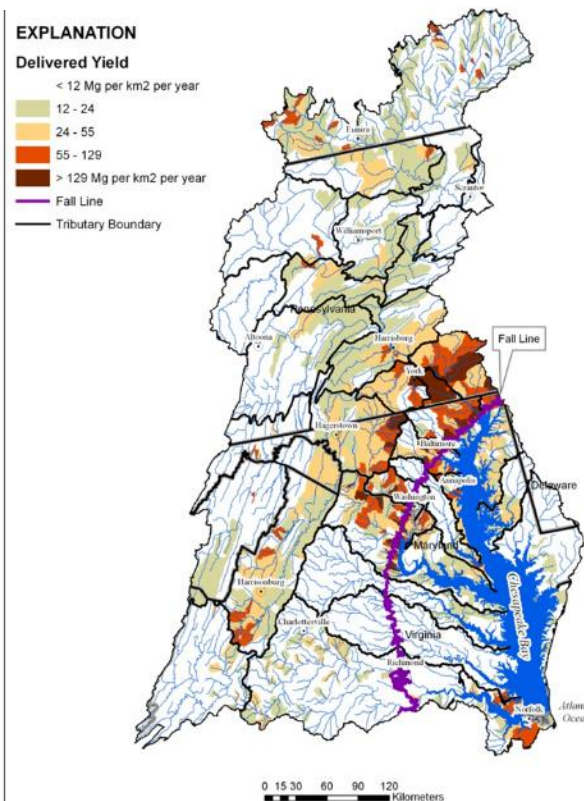 EXPLANATION
Delivered Yield
< 12 Mg per km2 per year
12 - 24
24 - 55
55 - 129
> 129 Mg per km2 per year
Fall Line
Tributary Boundary
Elmira
Scranton
Williamsport
Pennsylvania
Altoona
Harrisburg
Fall Line
York
Hagerstown
Baltimore
Annapolis
Washington
Delaware
Maryland
Harrisonburg
Chesapeake Bay
Charlottesville
Virginia
Richmond
Norfolk
0 15 30 60 90 120
Kilometers